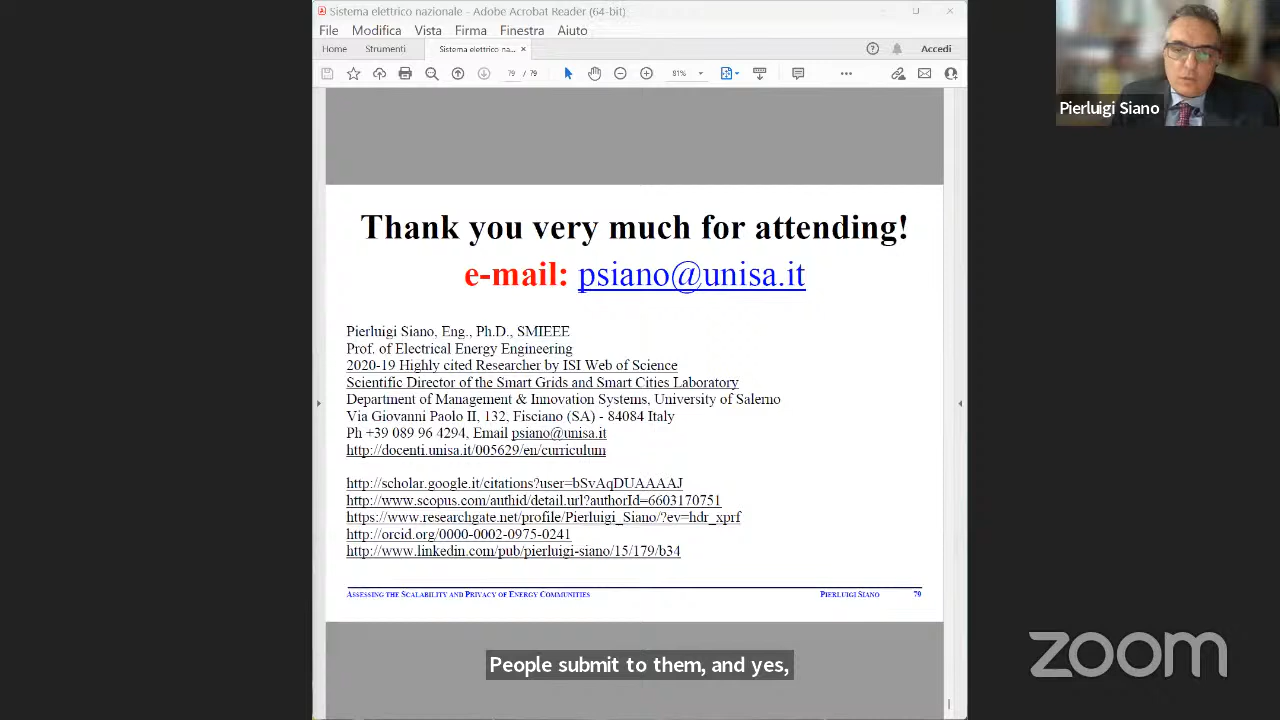 Sistema elettrico nazionale - Adobe Acrobat Reader (64-bit)
File Modifica Vista Firma Finestra Aiuto
Home Strumenti Sistema elettrico na... × Accedi
79 / 79 81%
Pierluigi Siano
Thank you very much for attending!
e-mail: psiano@unisa.it
Pierluigi Siano, Eng., Ph.D., SMIEEE
Prof. of Electrical Energy Engineering
2020-19 Highly cited Researcher by ISI Web of Science
Scientific Director of the Smart Grids and Smart Cities Laboratory
Department of Management & Innovation Systems, University of Salerno
Via Giovanni Paolo II, 132, Fisciano (SA) - 84084 Italy
Ph +39 089 96 4294, Email psiano@unisa.it
http://docenti.unisa.it/005629/en/curriculum
http://scholar.google.it/citations?user=bSvAqDUAAAAJ
http://www.scopus.com/authid/detail.url?authorId=6603170751
https://www.researchgate.net/profile/Pierluigi_Siano/?ev=hdr_xprf
http://orcid.org/0000-0002-0975-0241
http://www.linkedin.com/pub/pierluigi-siano/15/179/b34
ASSESSING THE SCALABILITY AND PRIVACY OF ENERGY COMMUNITIES PIERLUIGI SIANO 70
People submit to them, and yes,
zoom